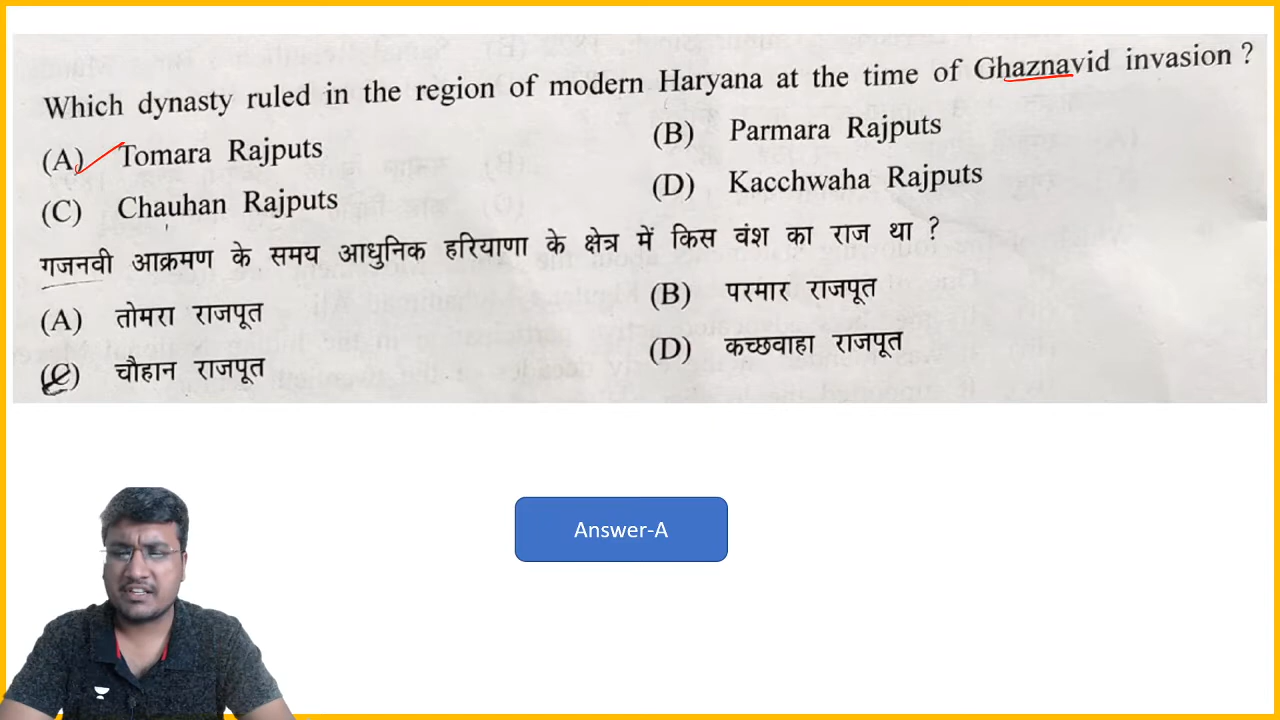 Which dynasty ruled in the region of modern Haryana at the time of Ghaznavid invasion ?
(A) Tomara Rajputs (B) Parmara Rajputs
(C) Chauhan Rajputs (D) Kacchwaha Rajputs
गजनवी आक्रमण के समय आधुनिक हरियाणा के क्षेत्र में किस वंश का राज था ?
(A) तोमरा राजपूत (B) परमार राजपूत
(C) चौहान राजपूत (D) कच्छवाहा राजपूत
Answer-A